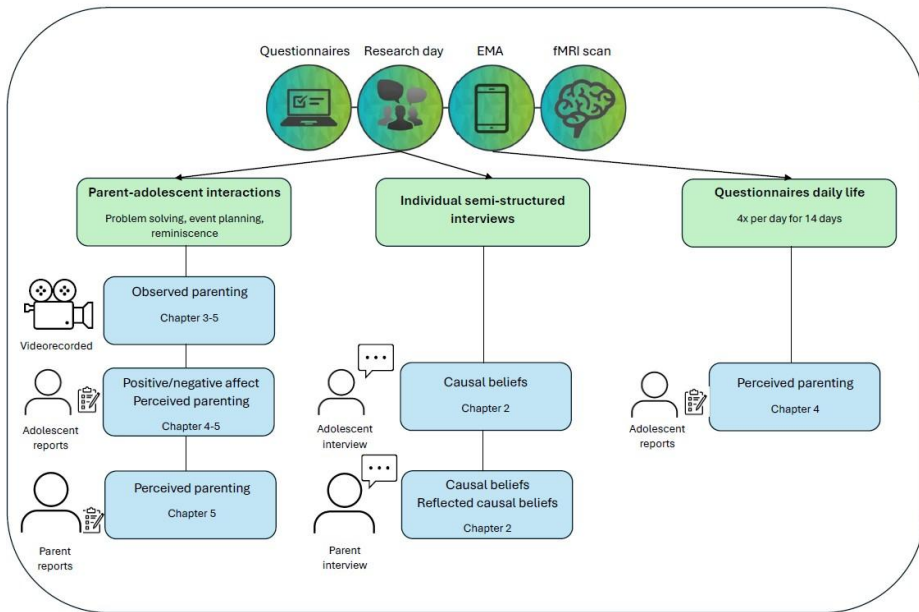 Questionnaires
Research day
EMA
fMRI scan
Parent-adolescent interactions
Problem solving, event planning,
reminiscence
Individual semi-structured
interviews
Questionnaires daily life
4x per day for 14 days
Observed parenting
Chapter 3-5
Videorecorded
Positive/negative affect
Perceived parenting
Chapter 4-5
Adolescent
reports
Causal beliefs
Chapter 2
Adolescent
interview
Perceived parenting
Chapter 4
Adolescent
reports
Perceived parenting
Chapter 5
Parent
reports
Causal beliefs
Reflected causal beliefs
Chapter 2
Parent
interview